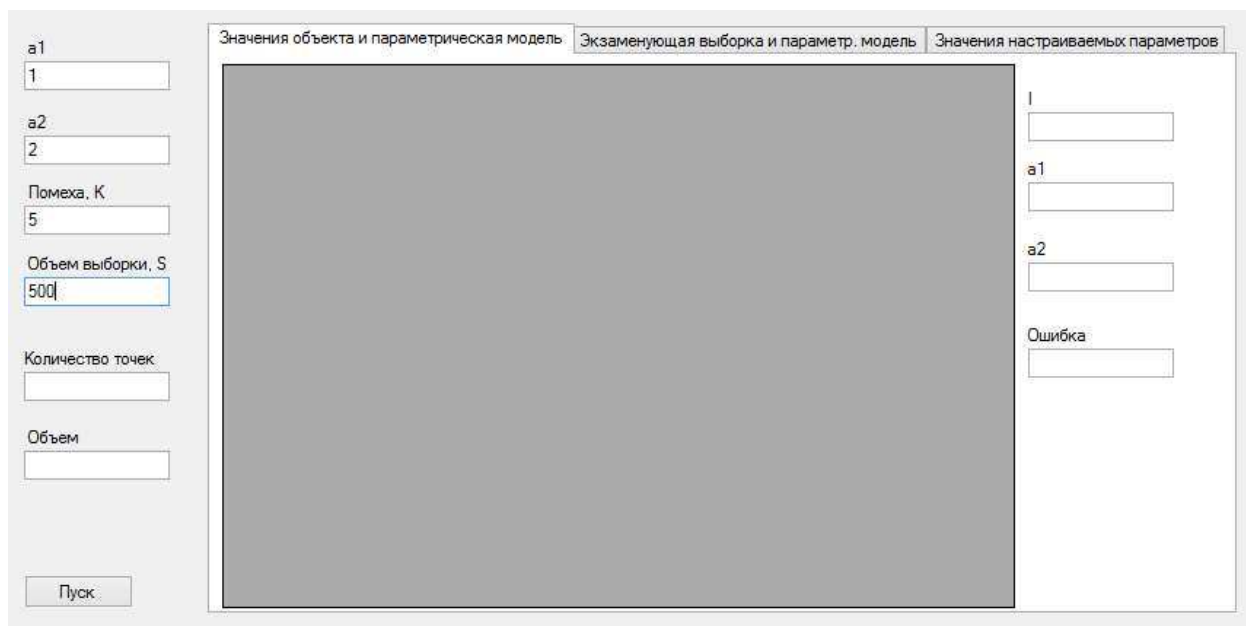 a1
1
a2
2
Помеха, K
5
Объем выборки, S
500
Количество точек
Объем
Пуск
Значения объекта и параметрическая модель
Экзаменующая выборка и параметр. модель
Значения настраиваемых параметров
I
a1
a2
Ошибка